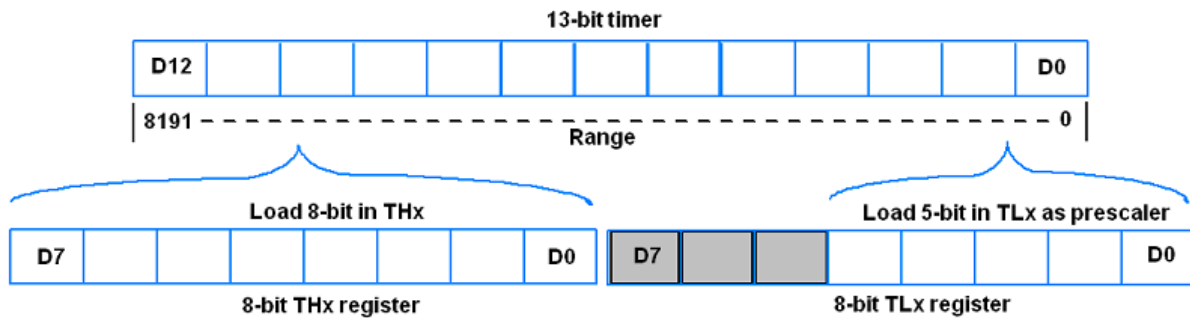 13-bit timer
D12 D0
8191 0
Range
Load 8-bit in THx Load 5-bit in TLx as prescaler
D7 D0 D7 D0
8-bit THx register 8-bit TLx register